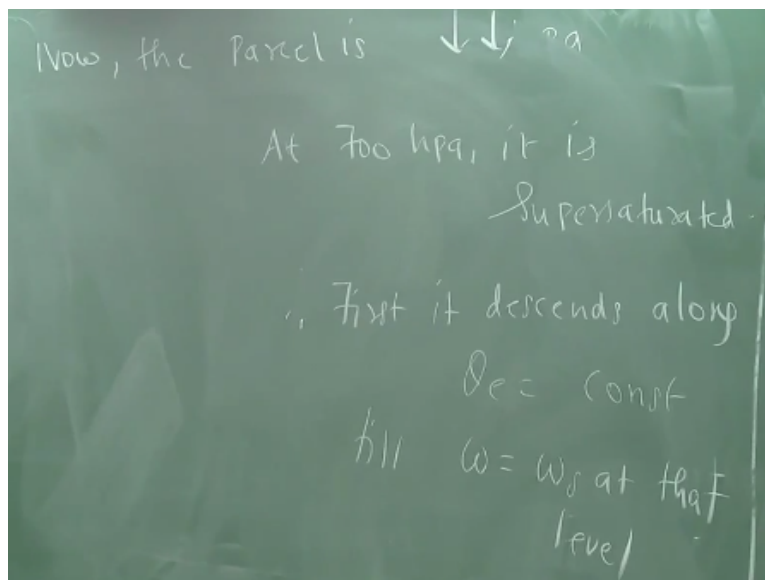 Now, the parcel is ↓↓,
At 700 hpa, it is
Supersaturated.
∴ First it descends along
θe = const
till ω = ωs at that
level